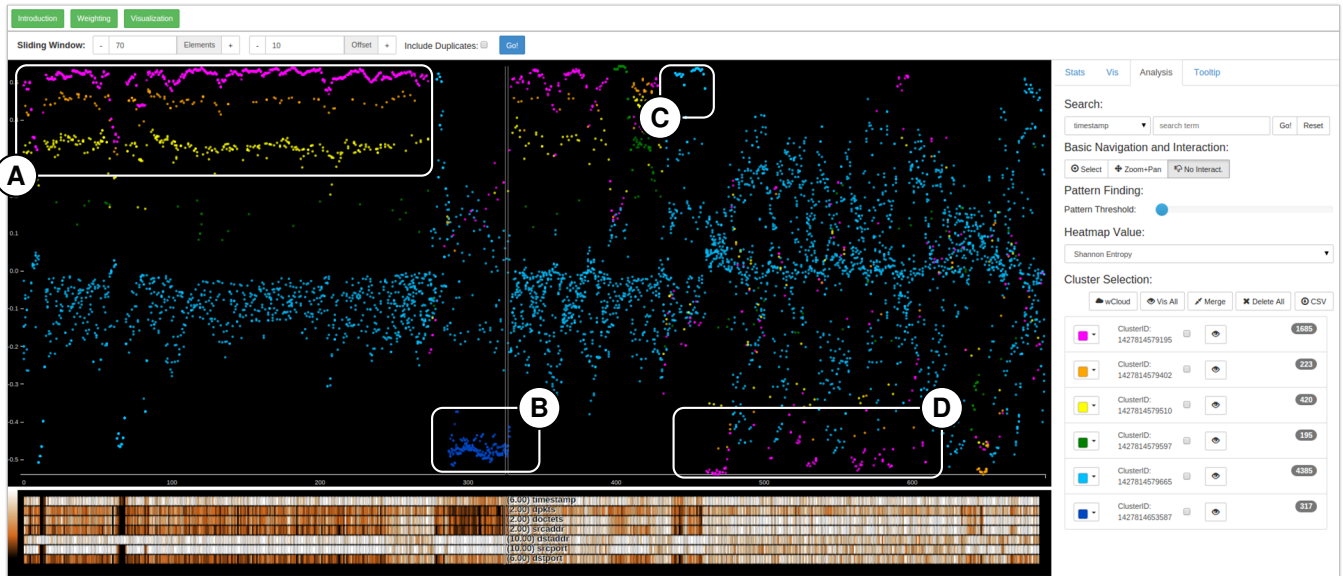 Introduction Weighting Visualization
Sliding Window: - 70 Elements + - 10 Offset + Include Duplicates: Go!
Stats Vis Analysis Tooltip
Search:
timestamp search term Go! Reset
Basic Navigation and Interaction:
Select Zoom+Pan No Interact.
Pattern Finding:
Pattern Threshold:
Heatmap Value:
Shannon Entropy
Cluster Selection:
wCloud Vis All Merge Delete All CSV
ClusterID: 1685
1427814579195
ClusterID: 223
1427814579402
ClusterID: 420
1427814579510
ClusterID: 195
1427814579597
ClusterID: 4385
1427814579665
ClusterID: 317
1427814653587
A
C
B
D
0.1
0.0
-0.1
-0.2
-0.3
-0.4
-0.5
0 100 200 300 400 500 600
(6.00) timestamp
(2.00) dpkts
(2.00) doctets
(2.00) srcaddr
(10.00) dstaddr
(10.00) srcport
(6.00) dstport